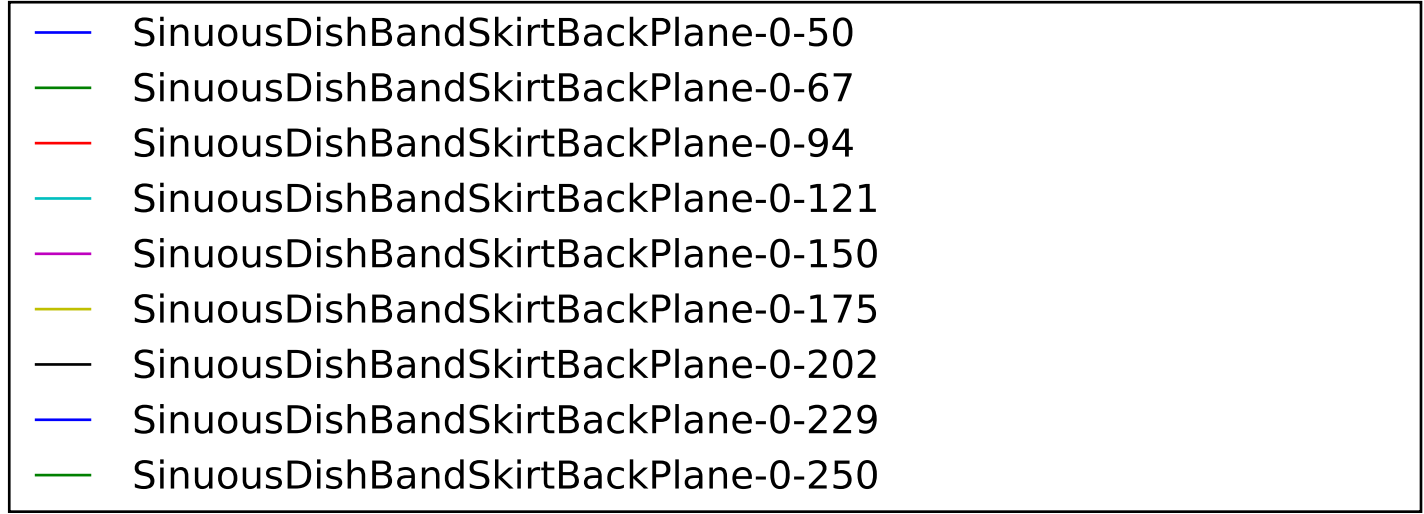 SinuousDishBandSkirtBackPlane-0-50
SinuousDishBandSkirtBackPlane-0-67
SinuousDishBandSkirtBackPlane-0-94
SinuousDishBandSkirtBackPlane-0-121
SinuousDishBandSkirtBackPlane-0-150
SinuousDishBandSkirtBackPlane-0-175
SinuousDishBandSkirtBackPlane-0-202
SinuousDishBandSkirtBackPlane-0-229
SinuousDishBandSkirtBackPlane-0-250